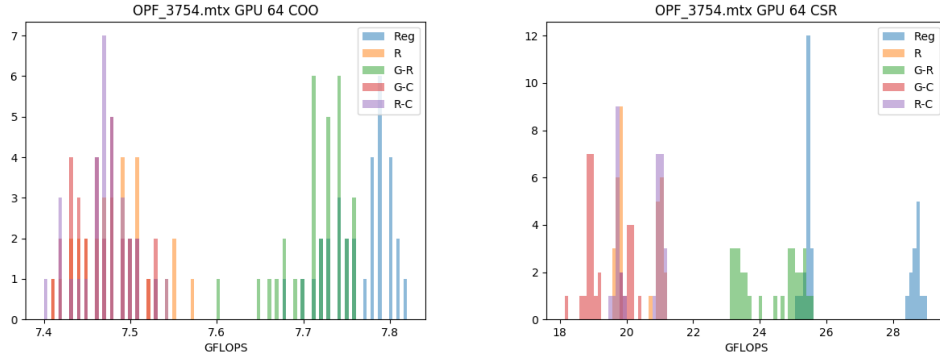 OPF_3754.mtx GPU 64 COO
7
6
5
4
3
2
1
0
7.4
7.5
7.6
7.7
7.8
GFLOPS
Reg
R
G-R
G-C
R-C
OPF_3754.mtx GPU 64 CSR
12
10
8
6
4
2
0
18
20
22
24
26
28
GFLOPS
Reg
R
G-R
G-C
R-C